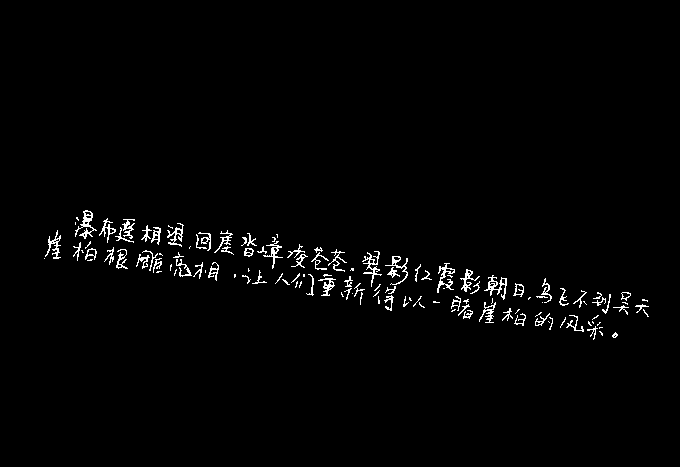 瀑布遥相望,回崖沓嶂凌苍苍。翠影红霞影朝日,鸟飞不到吴天
崖柏根雕亮相,让人们重新得以一睹崖柏的风采。